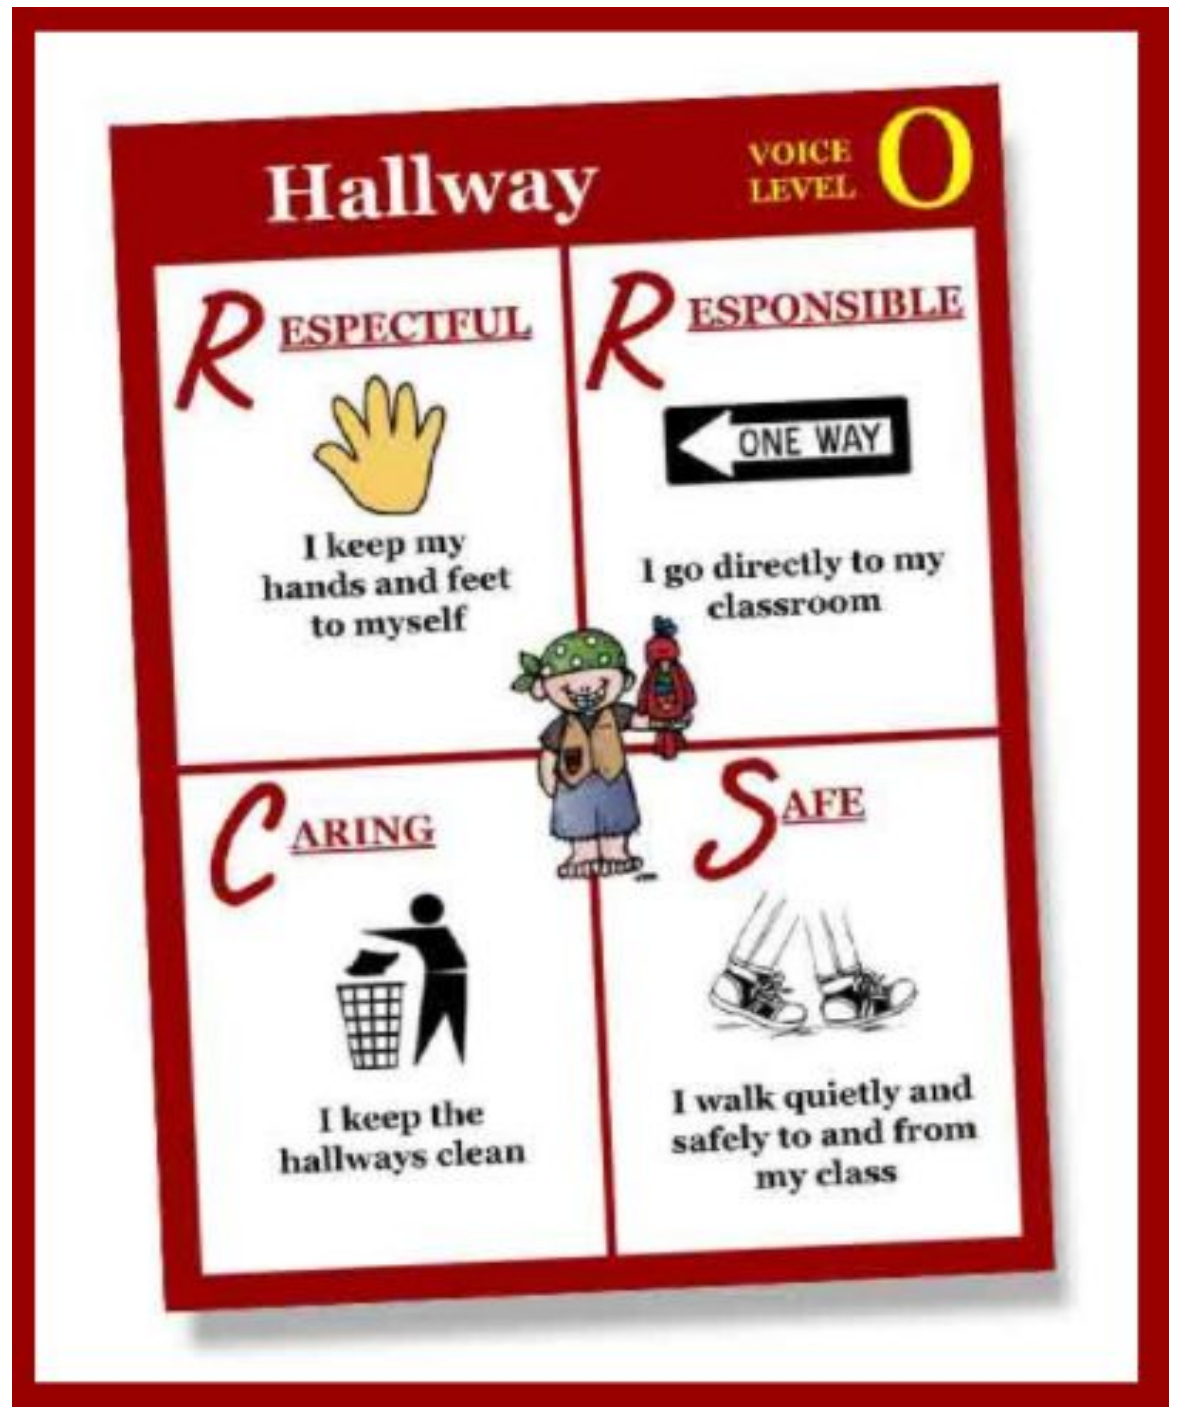 Hallway
VOICE
LEVEL
0
RESPECTFUL
I keep my
hands and feet
to myself
RESPONSIBLE
ONE WAY
I go directly to my
classroom
CARING
I keep the
hallways clean
SAFE
I walk quietly and
safely to and from
my class